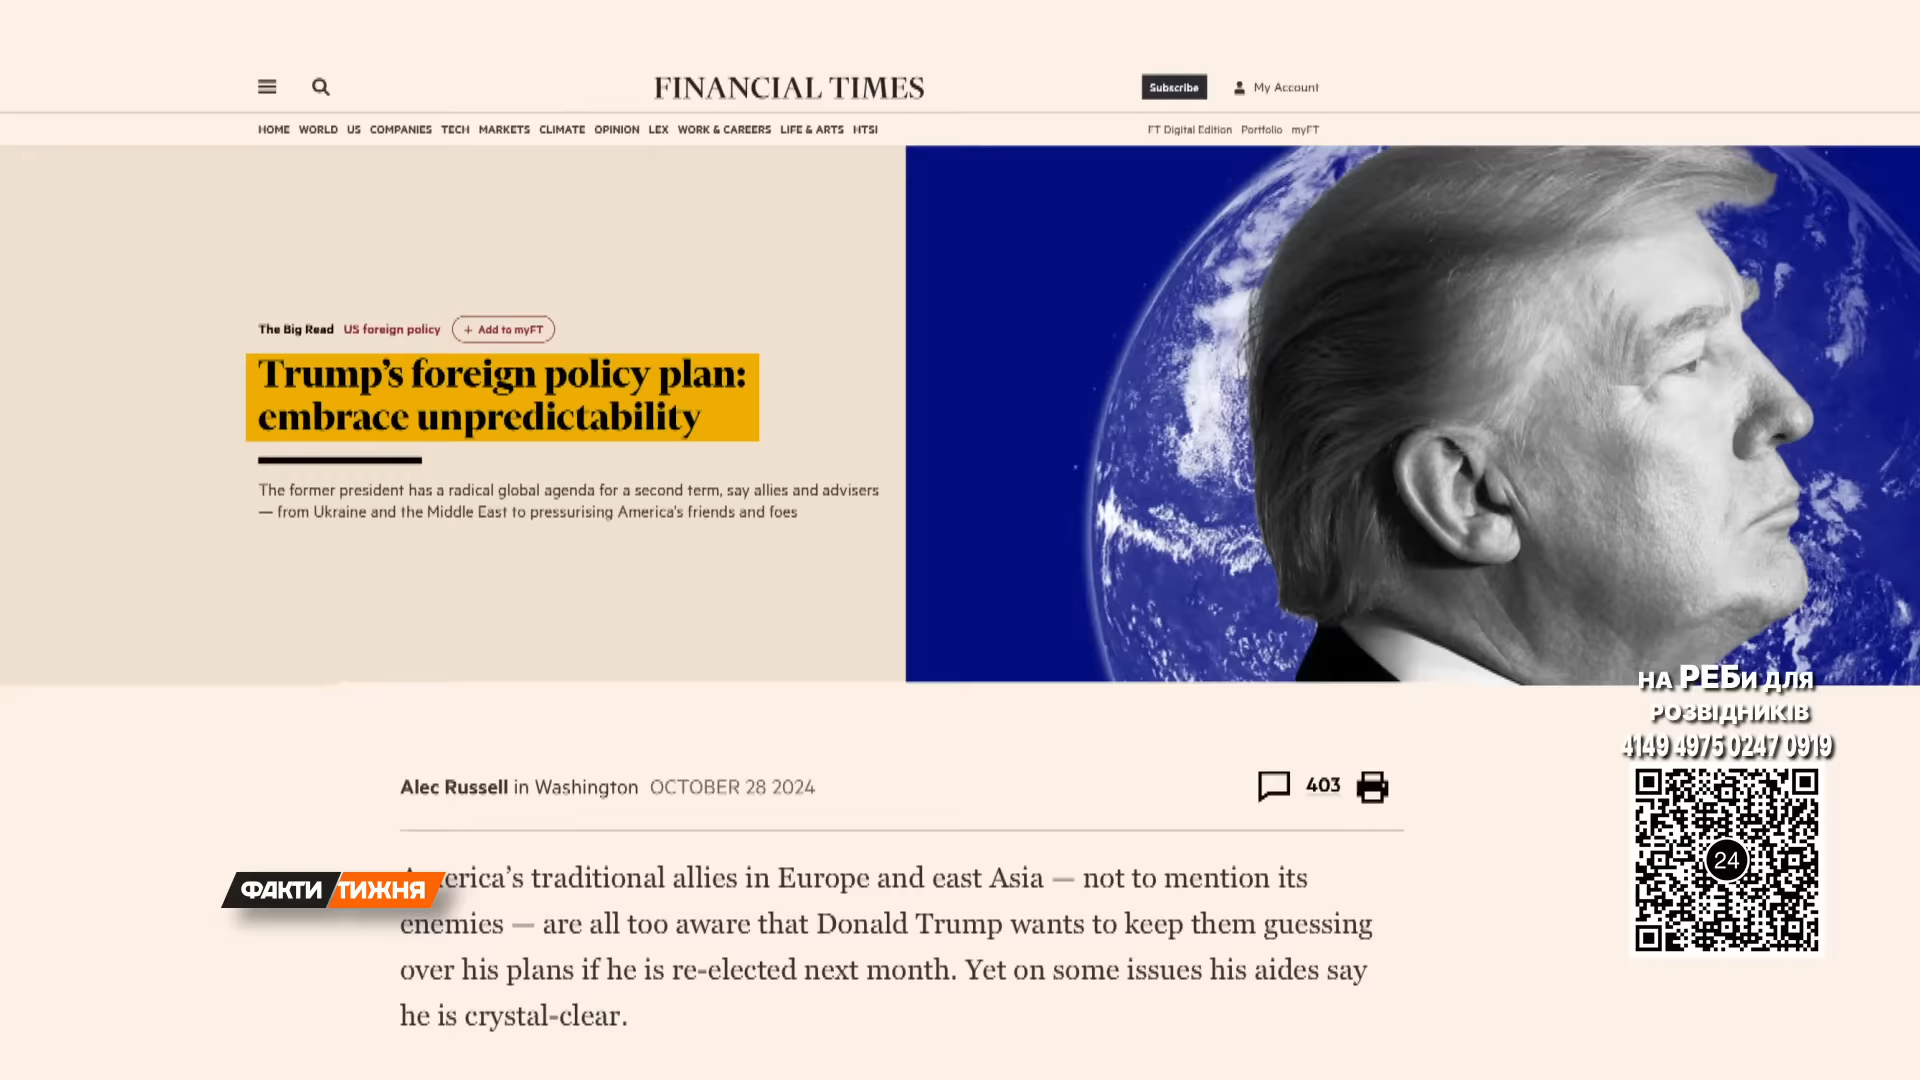 FINANCIAL TIMES
Subscribe
My Account
HOME WORLD US COMPANIES TECH MARKETS CLIMATE OPINION LEX WORK & CAREERS LIFE & ARTS HTSI
FT Digital Edition Portfolio myFT
The Big Read US foreign policy + Add to myFT
Trump’s foreign policy plan:
embrace unpredictability
The former president has a radical global agenda for a second term, say allies and advisers
— from Ukraine and the Middle East to pressurising America's friends and foes
НА РЕБи ДЛЯ
РОЗВІДНИКІВ
4149 4975 0247 0919
24
Alec Russell in Washington OCTOBER 28 2024
403
ФАКТИ ТИЖНЯ
America’s traditional allies in Europe and east Asia — not to mention its
enemies — are all too aware that Donald Trump wants to keep them guessing
over his plans if he is re-elected next month. Yet on some issues his aides say
he is crystal-clear.